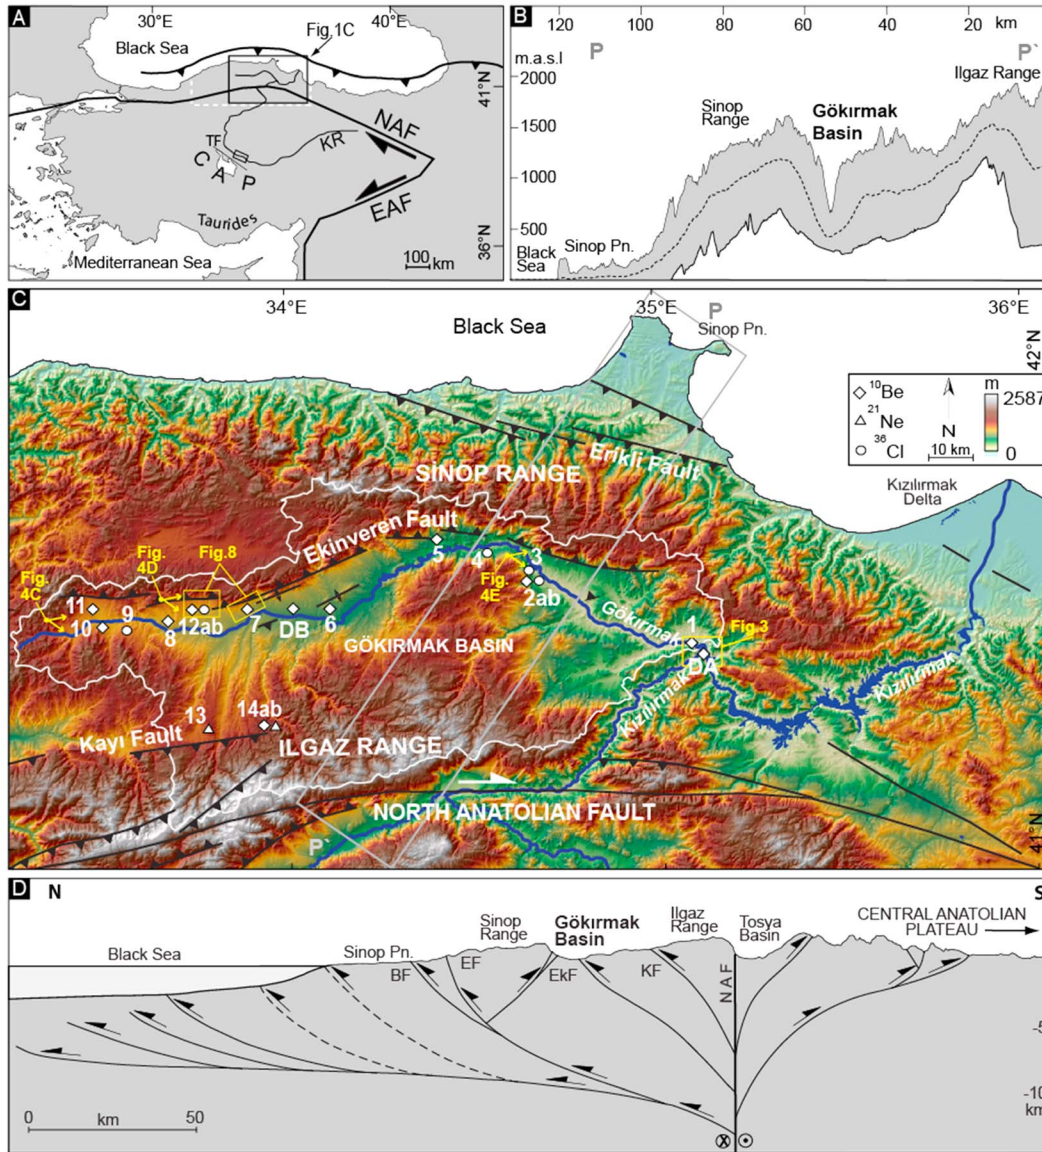 A
30°E
40°E
Fig.1C
Black Sea
41°N
NAF
TF
KR
C A P
EAF
Taurides
36°N
Mediterranean Sea
100 km
B
120 100 80 60 40 20 km
P
P`
m.a.s.l
2000
1500
1000
500
Ilgaz Range
Sinop
Range
Gökırmak
Basin
Black
Sea
Sinop Pn.
C
34°E
35°E
36°E
P
Black Sea
Sinop Pn.
42°N
10Be
21Ne
36Cl
N
10 km
m
2587
0
SİNOP RANGE
Erikli Fault
Kızılırmak
Delta
Ekinveren Fault
Fig.
4D
Fig.8
Fig.
4C
5
4
3
Fig.
4E
2ab
11
10
9
8
12ab
7
DB
6
Gökırmak
1
2
Fig.3
DA
GÖKIRMAK BASIN
Kızılırmak
Kızılırmak
13
14ab
Kayı Fault
ILGAZ RANGE
NORTH ANATOLIAN FAULT
P`
41°N
D
N
S
Black Sea
Sinop Pn.
Sinop
Range
Gökırmak
Basin
Ilgaz
Range
Tosya
Basin
CENTRAL ANATOLIAN
PLATEAU
BF
EF
EkF
KF
NAF
-5
-10
km
0
50
km